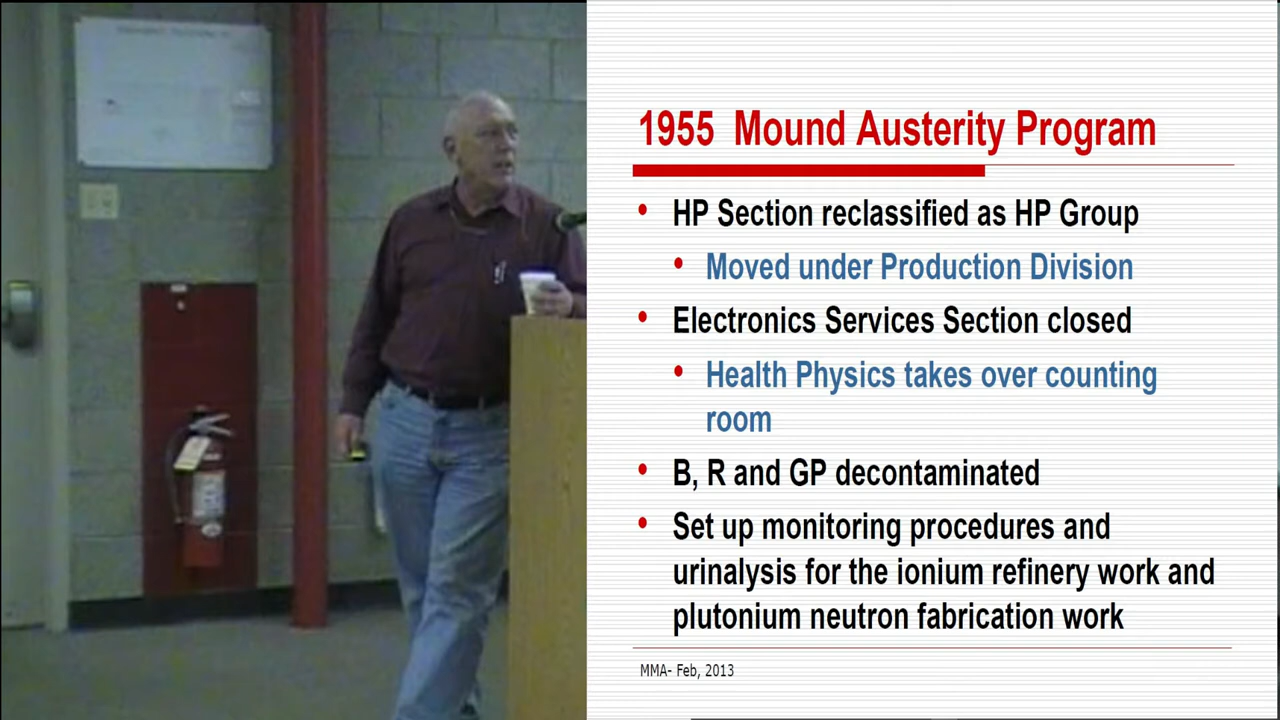 1955 Mound Austerity Program
• HP Section reclassified as HP Group
• Moved under Production Division
• Electronics Services Section closed
• Health Physics takes over counting
room
• B, R and GP decontaminated
• Set up monitoring procedures and
urinalysis for the ionium refinery work and
plutonium neutron fabrication work
MMA- Feb, 2013